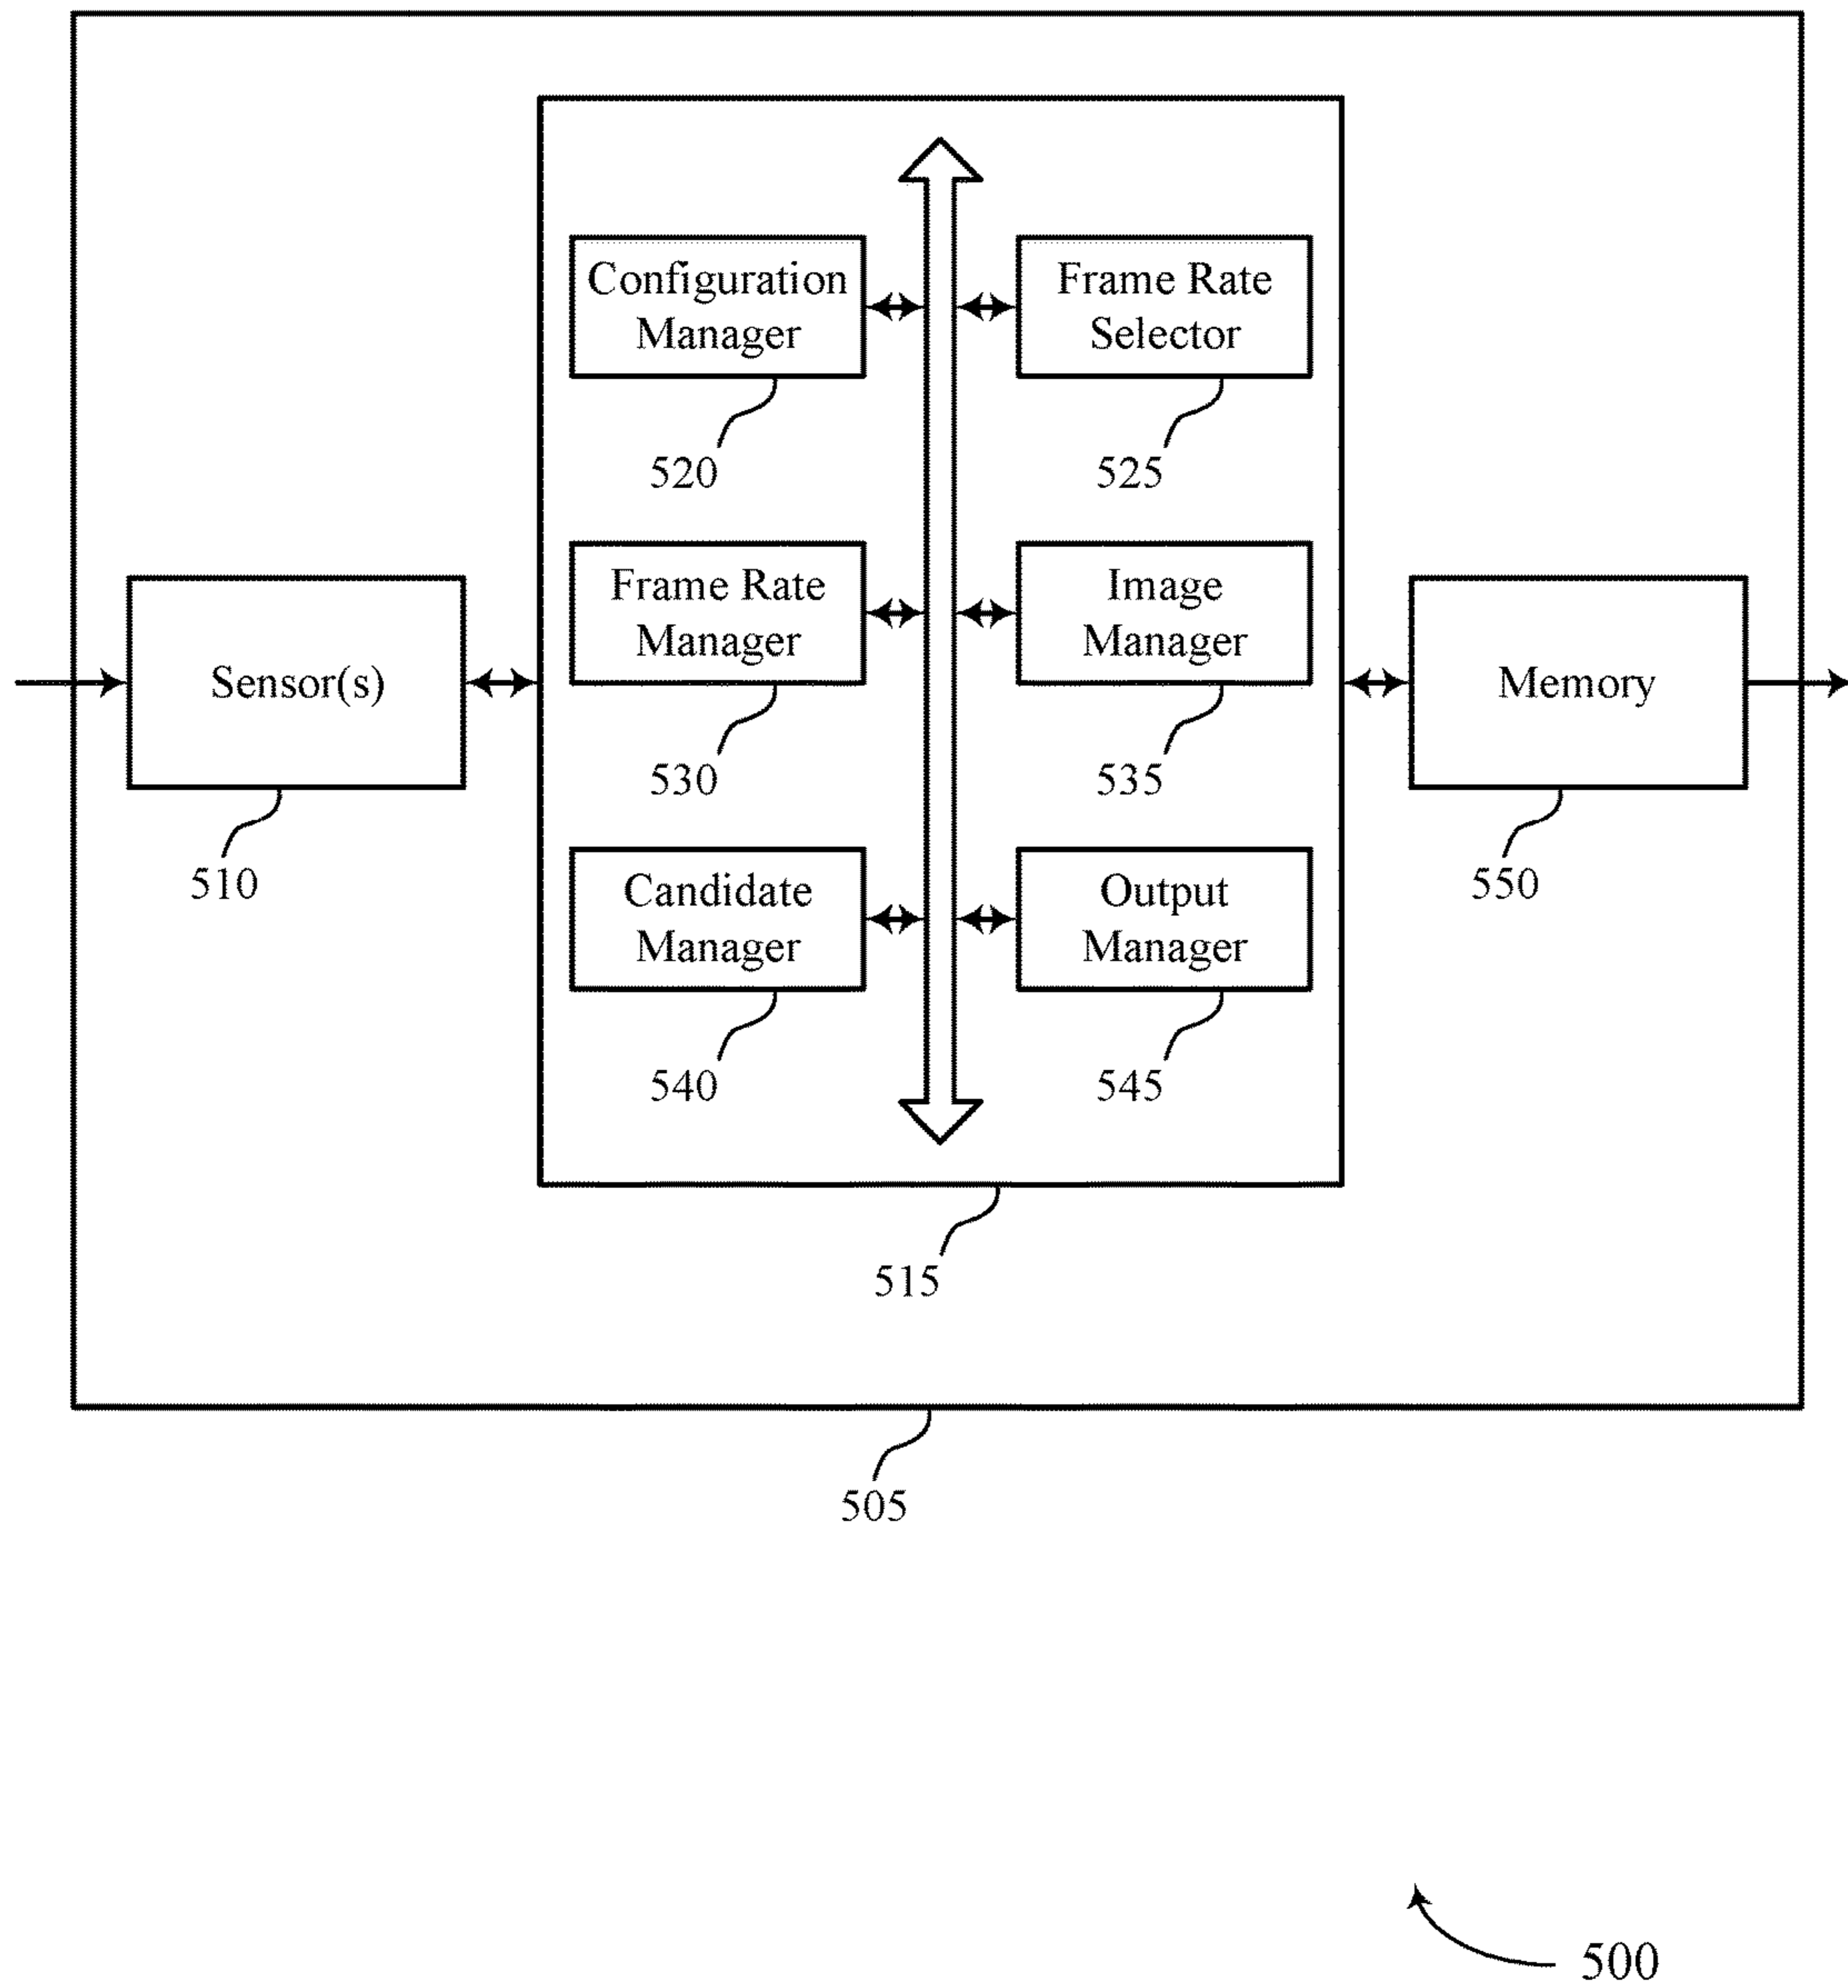 Configuration
Manager
520
Frame Rate
Selector
525
Frame Rate
Manager
530
Image
Manager
535
Sensor(s)
510
Memory
550
Candidate
Manager
540
Output
Manager
545
515
505
500